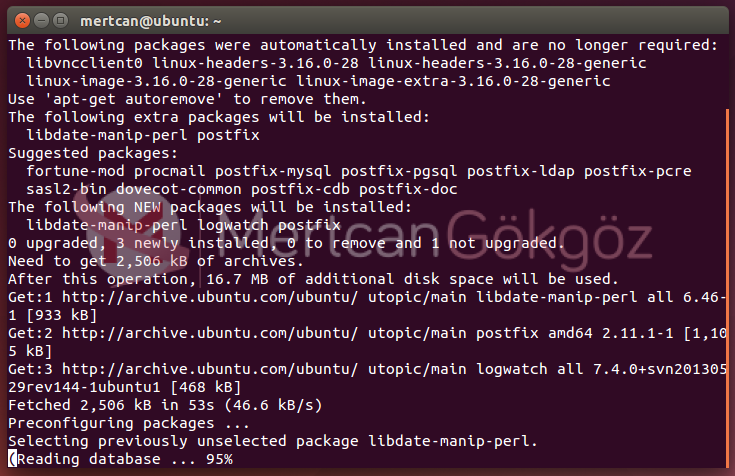 mertcan@ubuntu: ~
The following packages were automatically installed and are no longer required:
  libvncclient0 linux-headers-3.16.0-28 linux-headers-3.16.0-28-generic
  linux-image-3.16.0-28-generic linux-image-extra-3.16.0-28-generic
Use 'apt-get autoremove' to remove them.
The following extra packages will be installed:
  libdate-manip-perl postfix
Suggested packages:
  fortune-mod procmail postfix-mysql postfix-pgsql postfix-ldap postfix-pcre
  sasl2-bin dovecot-common postfix-cdb postfix-doc
The following NEW packages will be installed:
  libdate-manip-perl logwatch postfix
MertcanGökgöz
0 upgraded, 3 newly installed, 0 to remove and 1 not upgraded.
Need to get 2,506 kB of archives.
After this operation, 16.7 MB of additional disk space will be used.
Get:1 http://archive.ubuntu.com/ubuntu/ utopic/main libdate-manip-perl all 6.46-
1 [933 kB]
Get:2 http://archive.ubuntu.com/ubuntu/ utopic/main postfix amd64 2.11.1-1 [1,10
5 kB]
Get:3 http://archive.ubuntu.com/ubuntu/ utopic/main logwatch all 7.4.0+svn201305
29rev144-1ubuntu1 [468 kB]
Fetched 2,506 kB in 53s (46.6 kB/s)
Preconfiguring packages ...
Selecting previously unselected package libdate-manip-perl.
(Reading database ... 95%